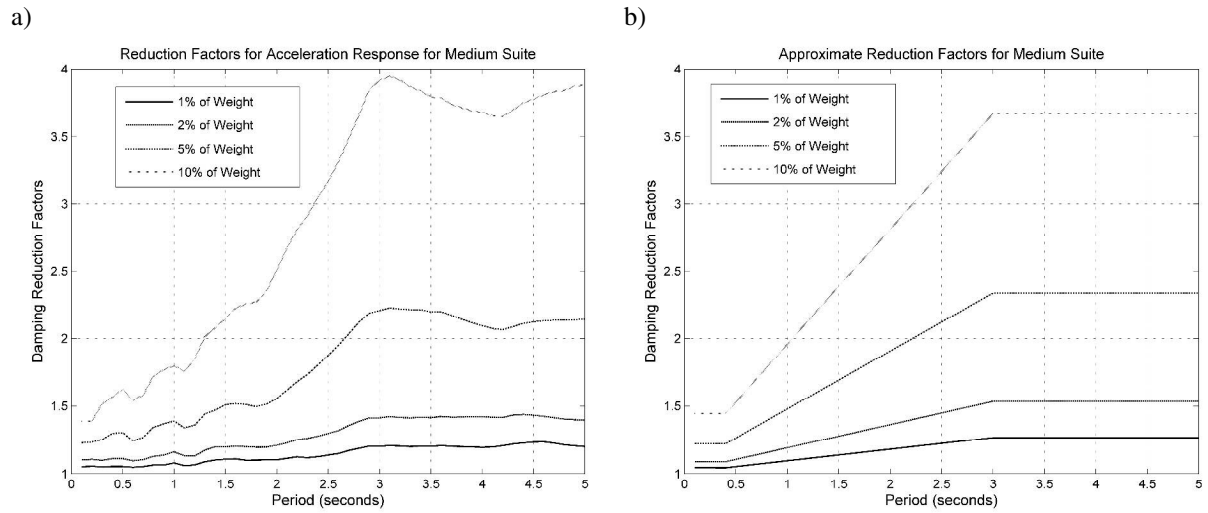 a)
Reduction Factors for Acceleration Response for Medium Suite
Damping Reduction Factors
4
3.5
3
2.5
2
1.5
1
1% of Weight
2% of Weight
5% of Weight
10% of Weight
0 0.5 1 1.5 2 2.5 3 3.5 4 4.5 5
Period (seconds)
b)
Approximate Reduction Factors for Medium Suite
Damping Reduction Factors
4
3.5
3
2.5
2
1.5
1
1% of Weight
2% of Weight
5% of Weight
10% of Weight
0 0.5 1 1.5 2 2.5 3 3.5 4 4.5 5
Period (seconds)